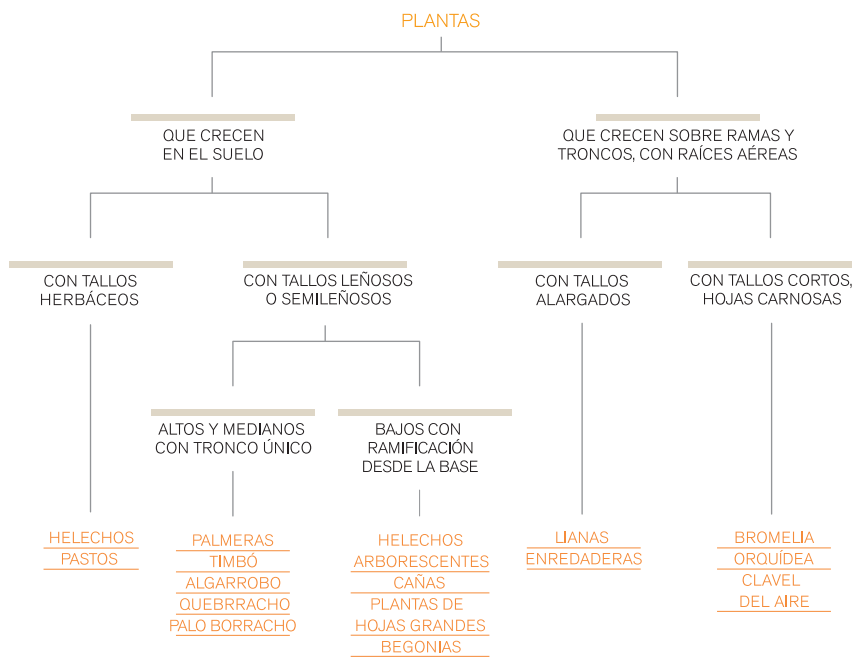 PLANTAS
QUE CRECEN
EN EL SUELO
QUE CRECEN SOBRE RAMAS Y
TRONCOS, CON RAÍCES AÉREAS
CON TALLOS
HERBÁCEOS
CON TALLOS LEÑOSOS
O SEMILEÑOSOS
CON TALLOS
ALARGADOS
CON TALLOS CORTOS,
HOJAS CARNOSAS
ALTOS Y MEDIANOS
CON TRONCO ÚNICO
BAJOS CON
RAMIFICACIÓN
DESDE LA BASE
HELECHOS
PASTOS
PALMERAS
TIMBÓ
ALGARROBO
QUEBRRACHO
PALO BORRACHO
HELECHOS
ARBORESCENTES
CAÑAS
PLANTAS DE
HOJAS GRANDES
BEGONIAS
LIANAS
ENREDADERAS
BROMELIA
ORQUÍDEA
CLAVEL
DEL AIRE